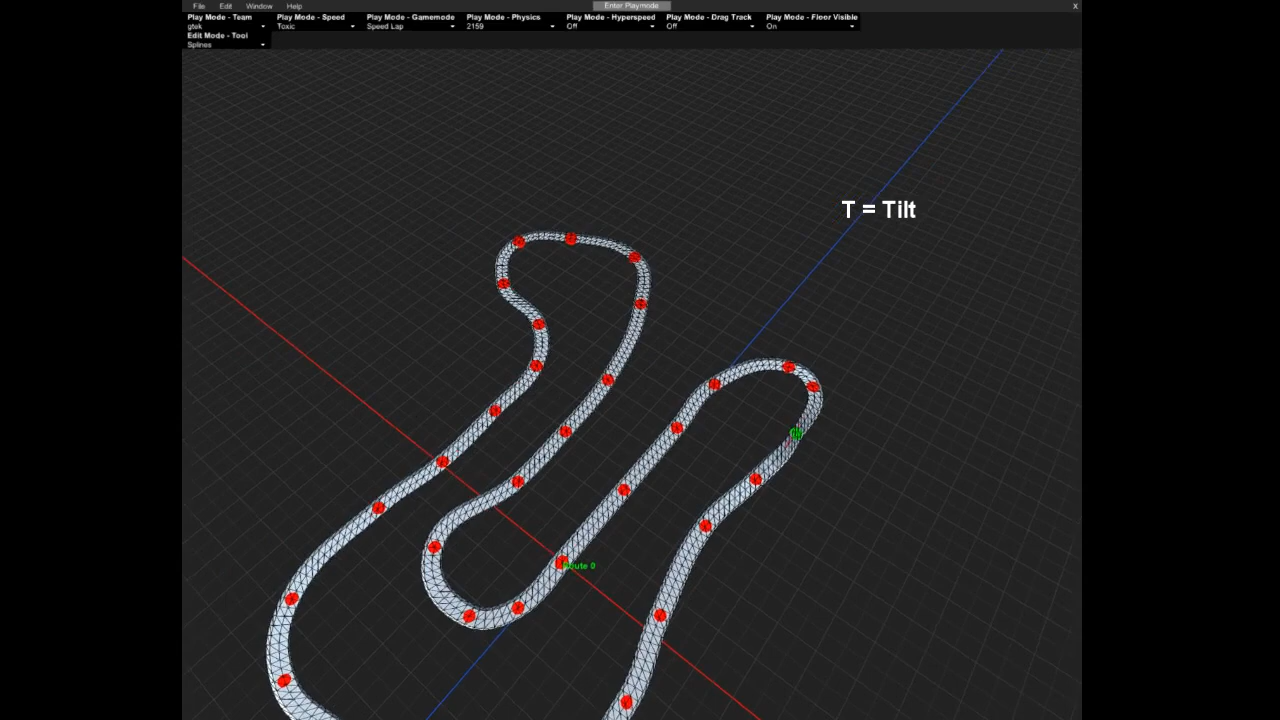 File Edit Window Help Enter Playmode X
Play Mode - Team Play Mode - Speed Play Mode - Gamemode Play Mode - Physics Play Mode - Hyperspeed Play Mode - Drag Track Play Mode - Floor Visible
gtek Toxic Speed Lap 2159 Off Off On
Edit Mode - Tool
Splines
T = Tilt
Route 0